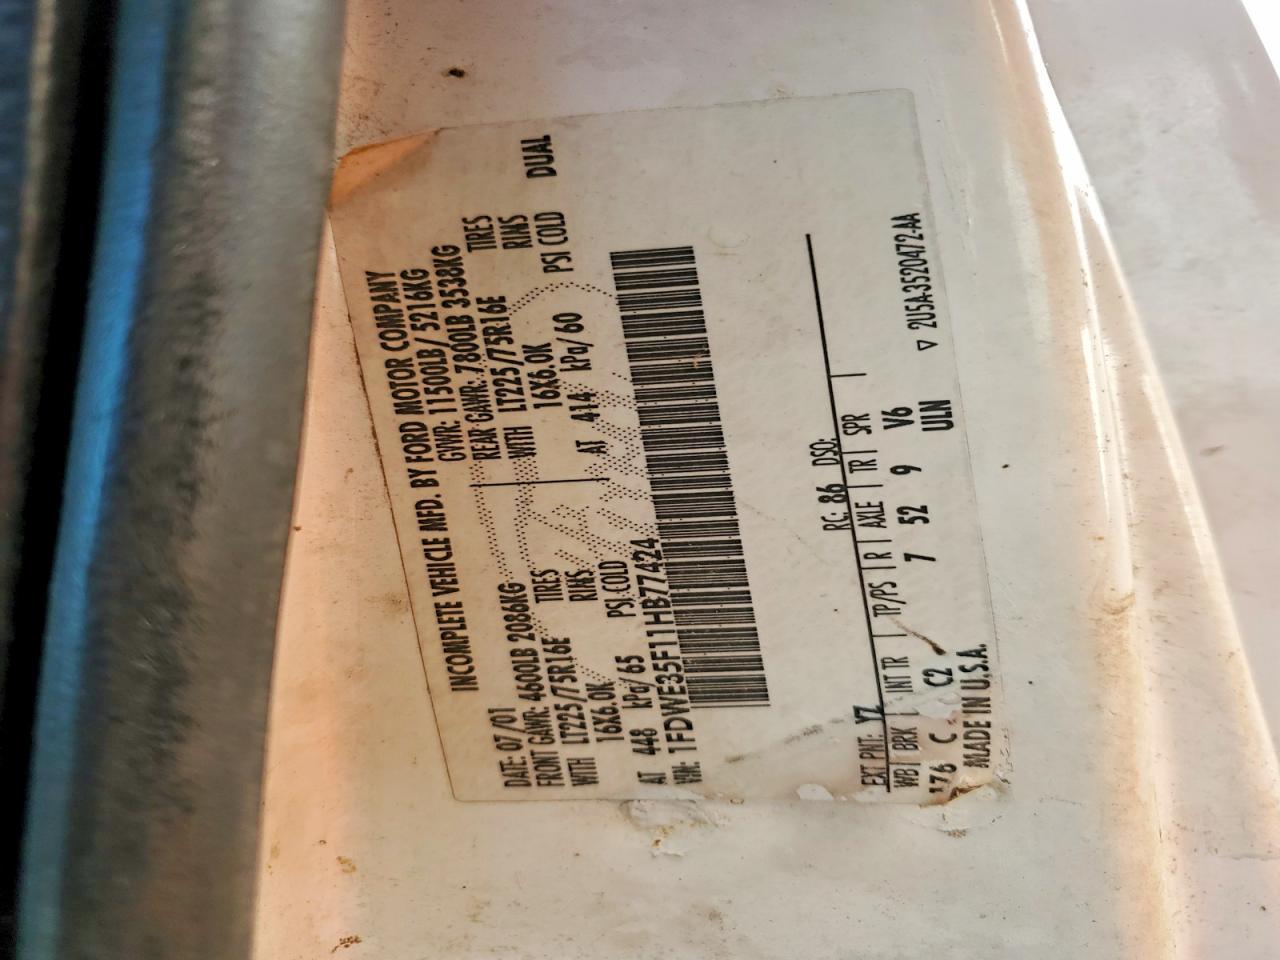 INCOMPLETE VEHICLE MFD. BY FORD MOTOR COMPANY
DATE: 07/01 GVWR: 11500LB/ 5216KG
FRONT GAWR: 4600LB 2086KG REAR GAWR: 7800LB 3538KG
WITH LT225/75R16E TIRES WITH LT225/75R16E TIRES
16X6.0K RIMS 16X6.0K RIMS
AT 448 kPa/ 65 PSI COLD AT 414 kPa/ 60 PSI COLD DUAL
VIN: 1FDWE35F11HB77424
EXT PNT: YZ RC: 86 DSO:
WB | BRK | INT TR | TP/PS | R | AXLE | TR | SPR |
176 C C2 7 52 9 V6
MADE IN U.S.A. ULN ▽ 2U5A-3520472-AA